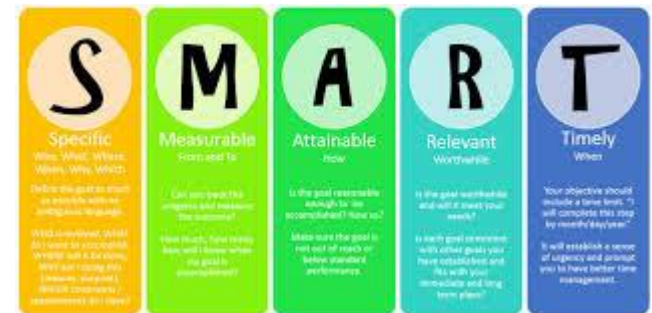 S
Specific
Who, What, Where,
When, Why, Which
Define the goal as much
as possible with no
ambiguous language.
M
Measurable
From and To
Can you track the
progress and measure
the outcome?
How much, how many,
how will I know when
my goal is
accomplished?
A
Attainable
How
Is the goal reasonable
enough to be
accomplished? How so?
Make sure the goal is
not out of reach or
below standard
performance.
R
Relevant
Worthwhile
Is the goal worthwhile
and will it meet your
needs?
Is each goal consistent
with other goals you
have established and
fits with your
immediate and long
term plans?
T
Timely
When
Your objective should
include a time limit. "I
will complete this step
by month/day/year."
It will establish a sense
of urgency and prompt
you to have better time
management.